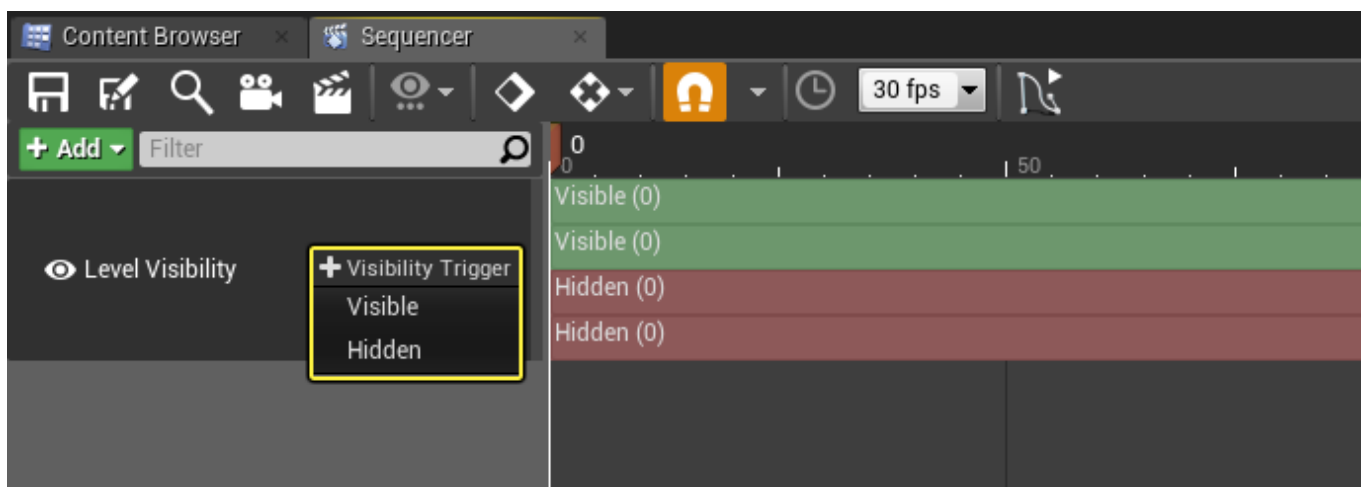 Content Browser
Sequencer
30 fps
+ Add
Filter
0
0
50
Visible (0)
Visible (0)
Level Visibility
+ Visibility Trigger
Visible
Hidden
Hidden (0)
Hidden (0)